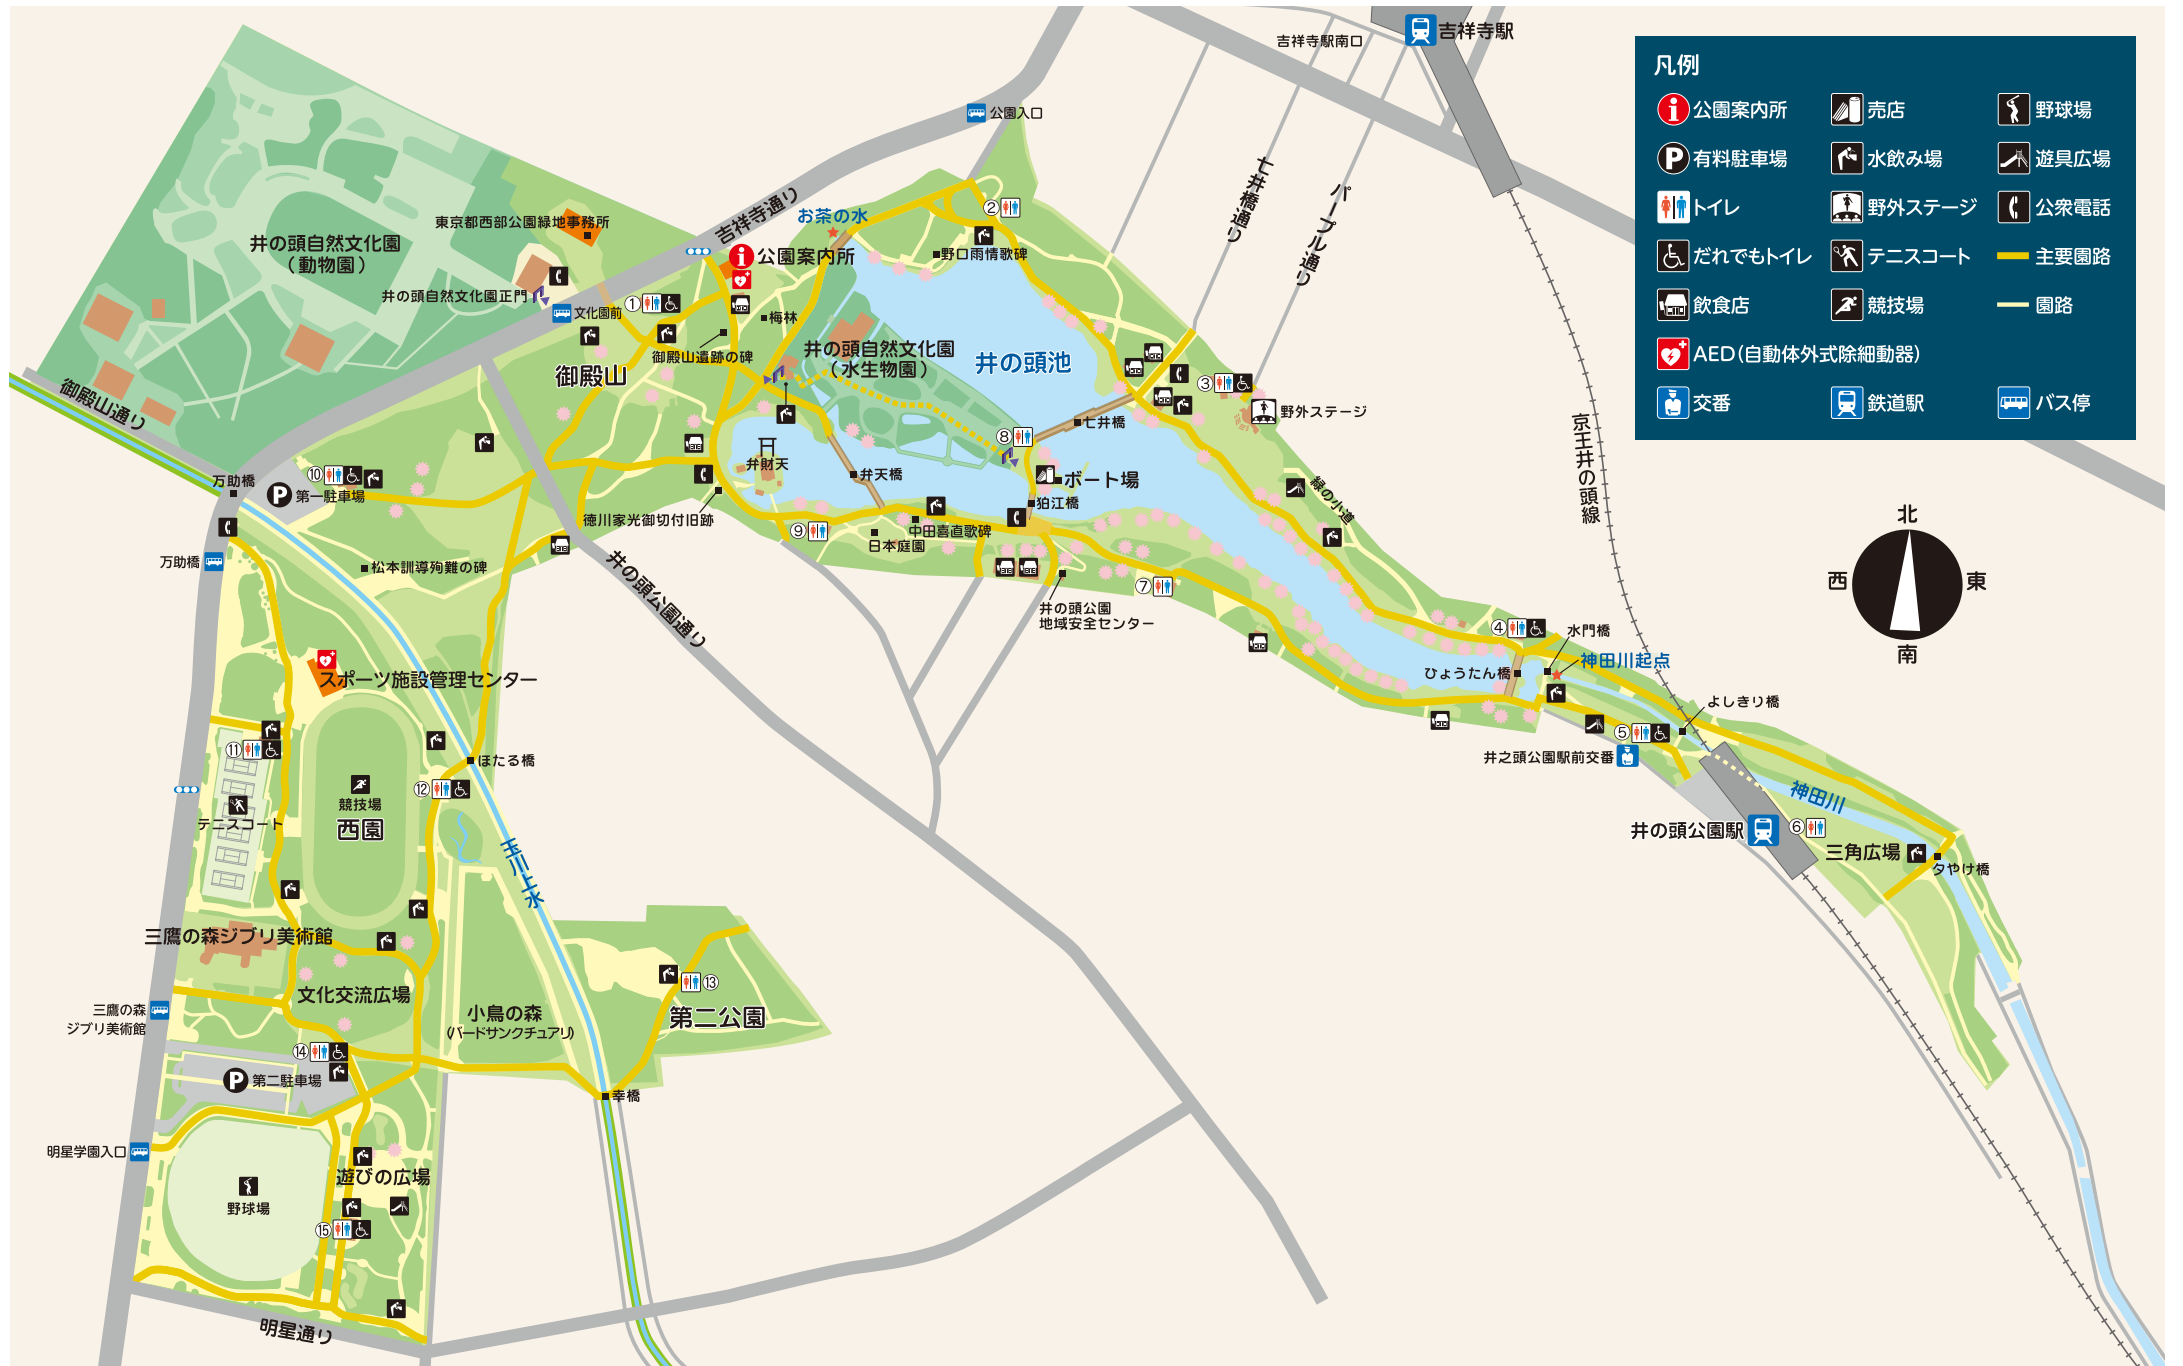 吉祥寺駅
吉祥寺駅南口
凡例
公園案内所
売店
野球場
有料駐車場
水飲み場
遊具広場
トイレ
野外ステージ
公衆電話
だれでもトイレ
テニスコート
主要園路
飲食店
競技場
園路
AED(自動体外式除細動器)
交番
鉄道駅
バス停
公園入口
七井橋通り
パープル通り
吉祥寺通り
お茶の水
②
東京都西部公園緑地事務所
井の頭自然文化園
(動物園)
公園案内所
野口雨情歌碑
井の頭自然文化園正門
①
文化園前
梅林
御殿山遺跡の碑
井の頭自然文化園
(水生物園)
井の頭池
御殿山
御殿山通り
③
野外ステージ
七井橋
京王井の頭線
⑧
弁財天
弁天橋
ボート場
狛江橋
緑の小道
⑩
万助橋
P
第一駐車場
徳川家光御切付旧跡
⑨
中田喜直歌碑
日本庭園
北
西
東
南
万助橋
松本訓導殉難の碑
井の頭公園通り
⑦
井の頭公園
地域安全センター
④
水門橋
神田川起点
ひょうたん橋
スポーツ施設管理センター
よしきり橋
⑤
井之頭公園駅前交番
⑪
ほたる橋
⑫
競技場
西園
テニスコート
神田川
井の頭公園駅
⑥
三角広場
夕やけ橋
玉川上水
三鷹の森ジブリ美術館
⑬
文化交流広場
三鷹の森
ジブリ美術館
小鳥の森
(バードサンクチュアリ)
第二公園
⑭
P
第二駐車場
幸橋
明星学園入口
遊びの広場
野球場
⑮
明星通り